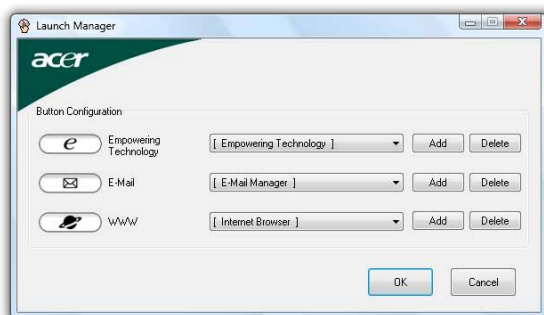 Launch Manager
acer
Button Configuration
Empowering
Technology
[ Empowering Technology ]
Add
Delete
E-Mail
[ E-Mail Manager ]
Add
Delete
WWW
[ Internet Browser ]
Add
Delete
OK
Cancel